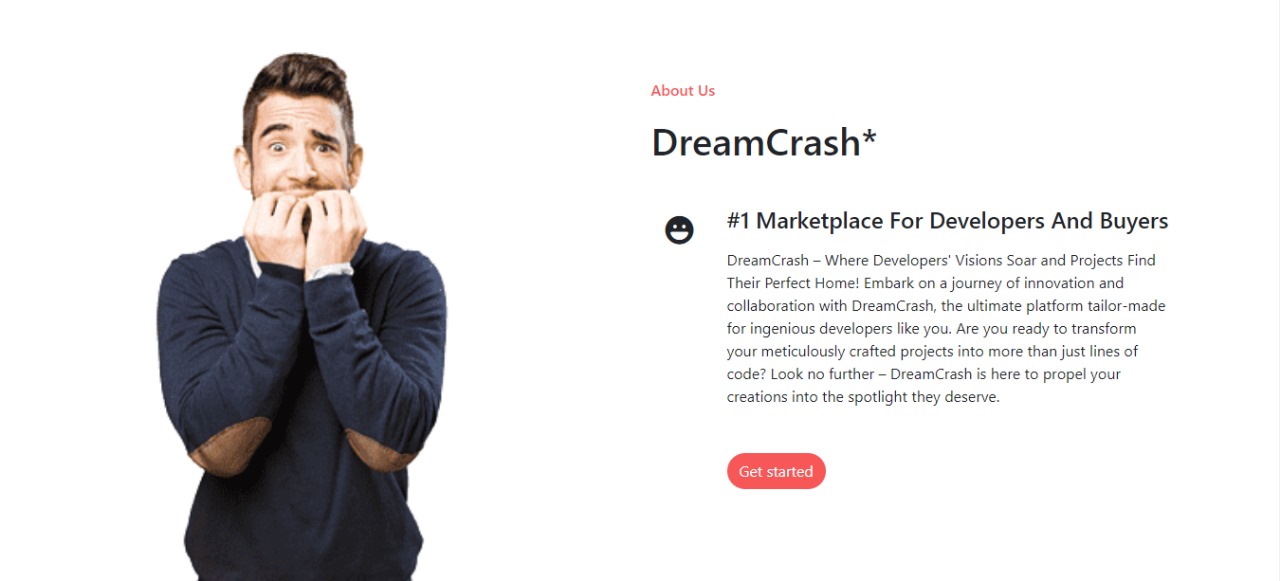 About Us
DreamCrash*
#1 Marketplace For Developers And Buyers
DreamCrash – Where Developers' Visions Soar and Projects Find
Their Perfect Home! Embark on a journey of innovation and
collaboration with DreamCrash, the ultimate platform tailor-made
for ingenious developers like you. Are you ready to transform
your meticulously crafted projects into more than just lines of
code? Look no further – DreamCrash is here to propel your
creations into the spotlight they deserve.
Get started